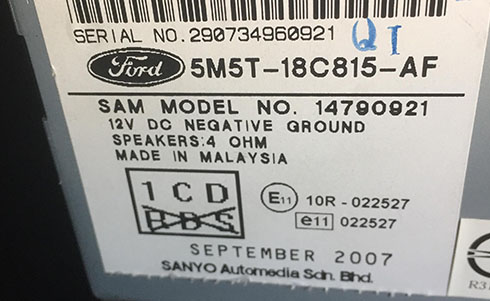 SERIAL NO.290734960921 QI
Ford 5M5T-18C815-AF
SAM MODEL NO. 14790921
12V DC NEGATIVE GROUND
SPEAKERS:4 OHM
MADE IN MALAYSIA
1CD
RDS
E11 10R - 022527
e11 022527
SEPTEMBER 2007
SANYO Automedia Sdn. Bhd.
R31